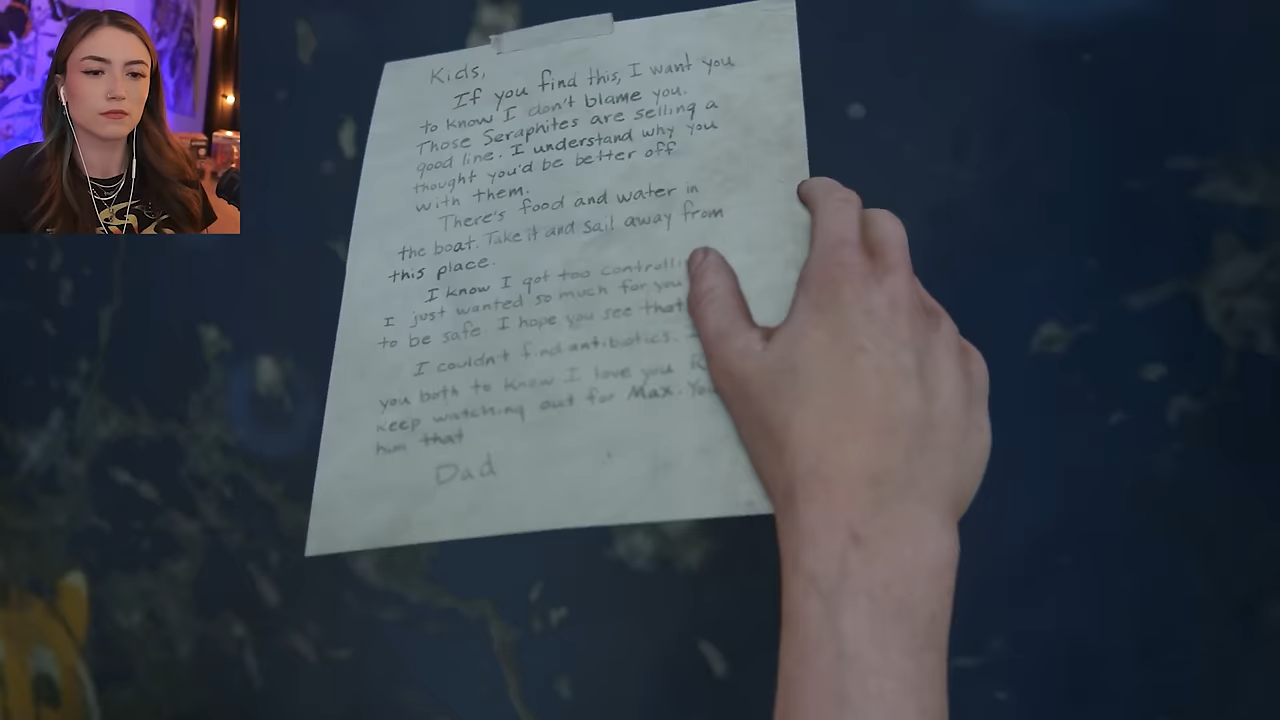 Kids,
If you find this, I want you
to know I don't blame you.
Those Seraphites are selling a
good line. I understand why you
thought you'd be better off
with them.
There's food and water in
the boat. Take it and sail away from
this place.
I know I got too controlli
I just wanted so much for you
to be safe I hope you see that
I couldn't find antibiotics.
you both to know I love you
keep watching out for Max. You
him that
Dad